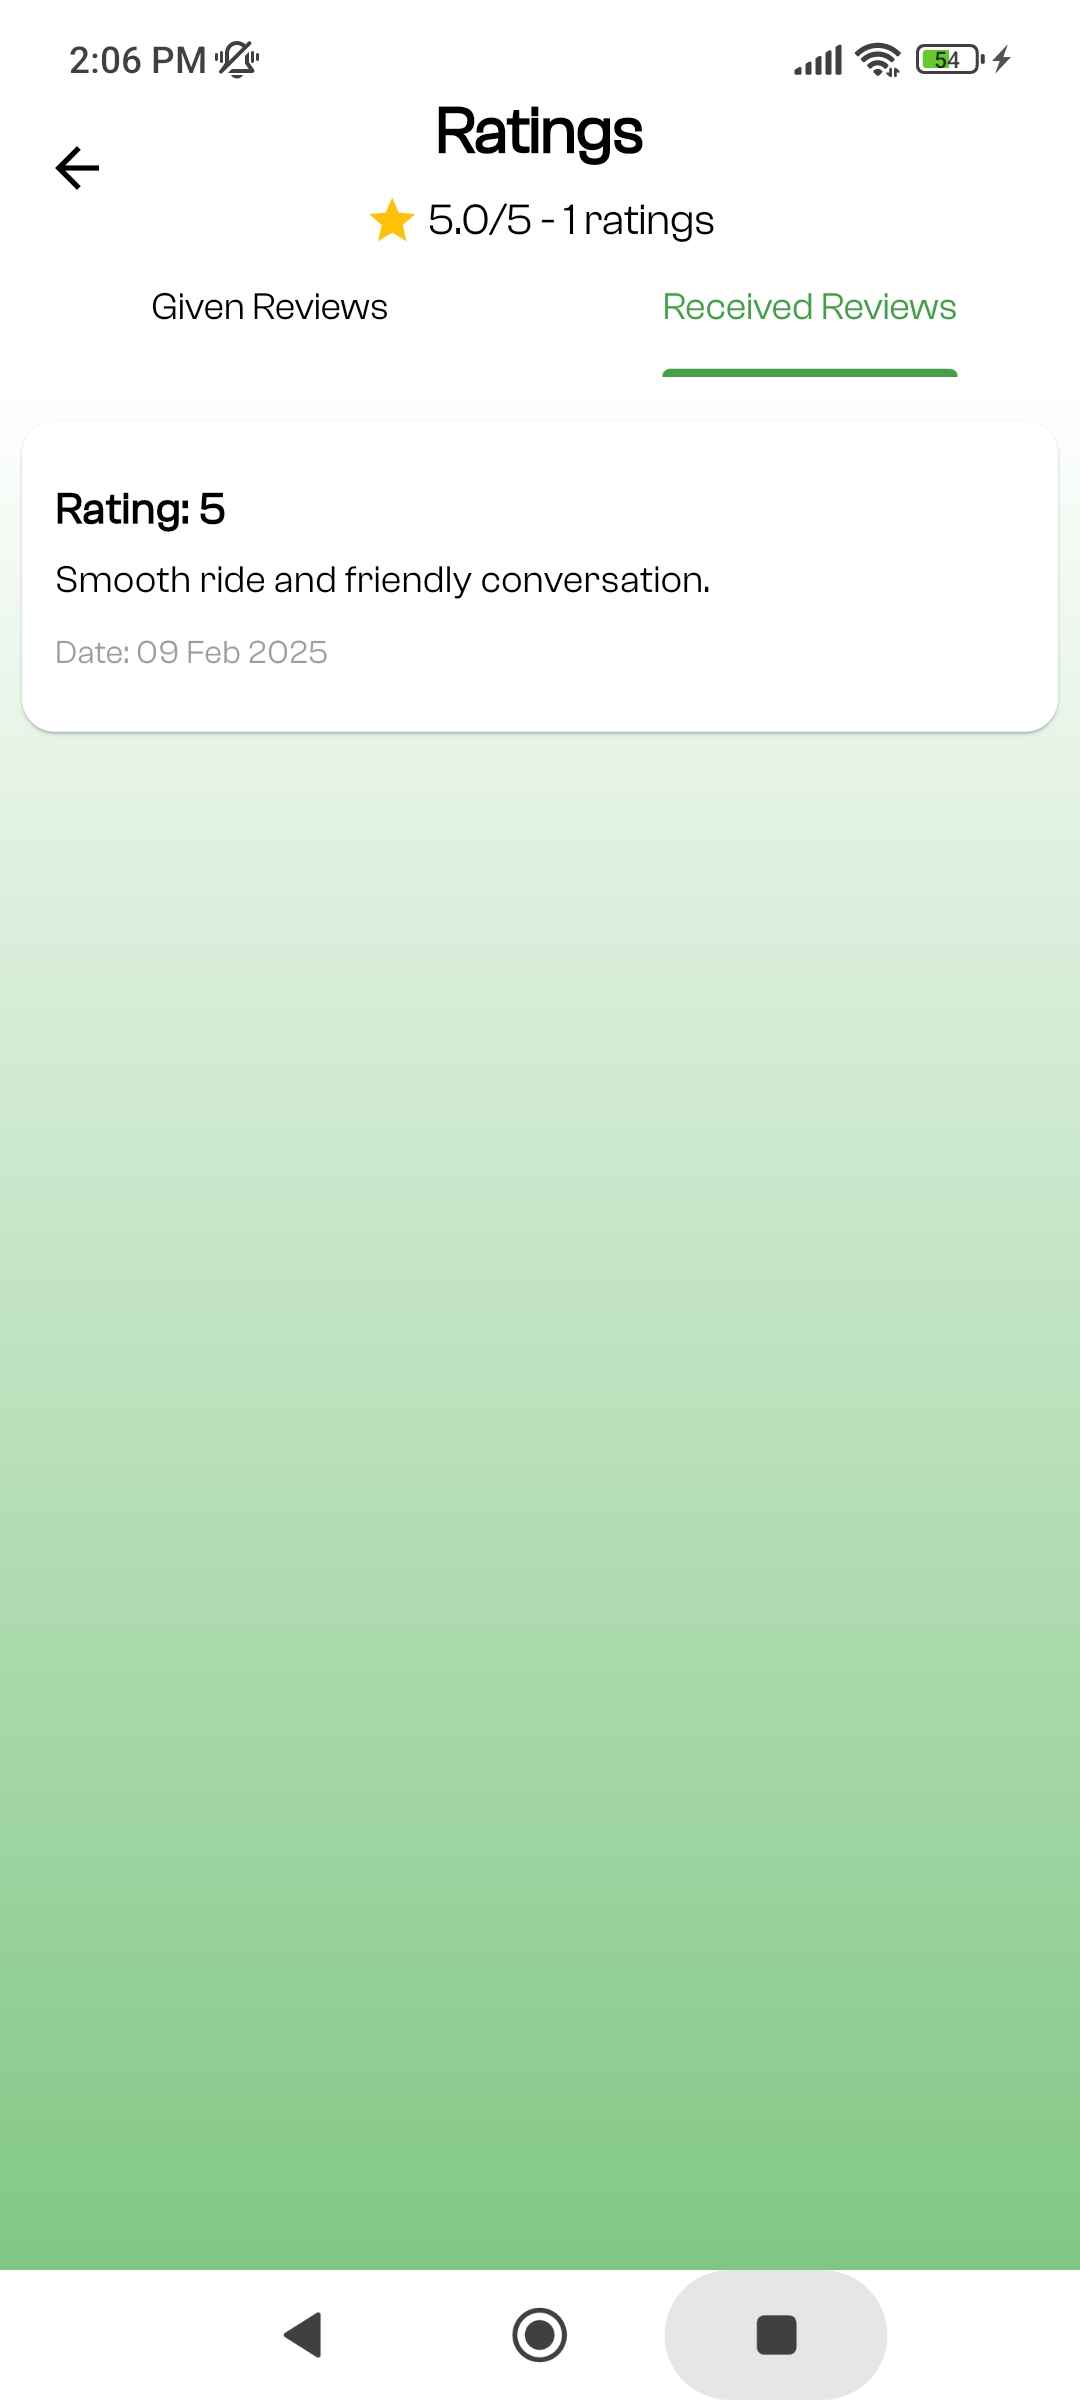 2:06 PM
54
Ratings
5.0/5 - 1 ratings
Given Reviews
Received Reviews
Rating: 5
Smooth ride and friendly conversation.
Date: 09 Feb 2025